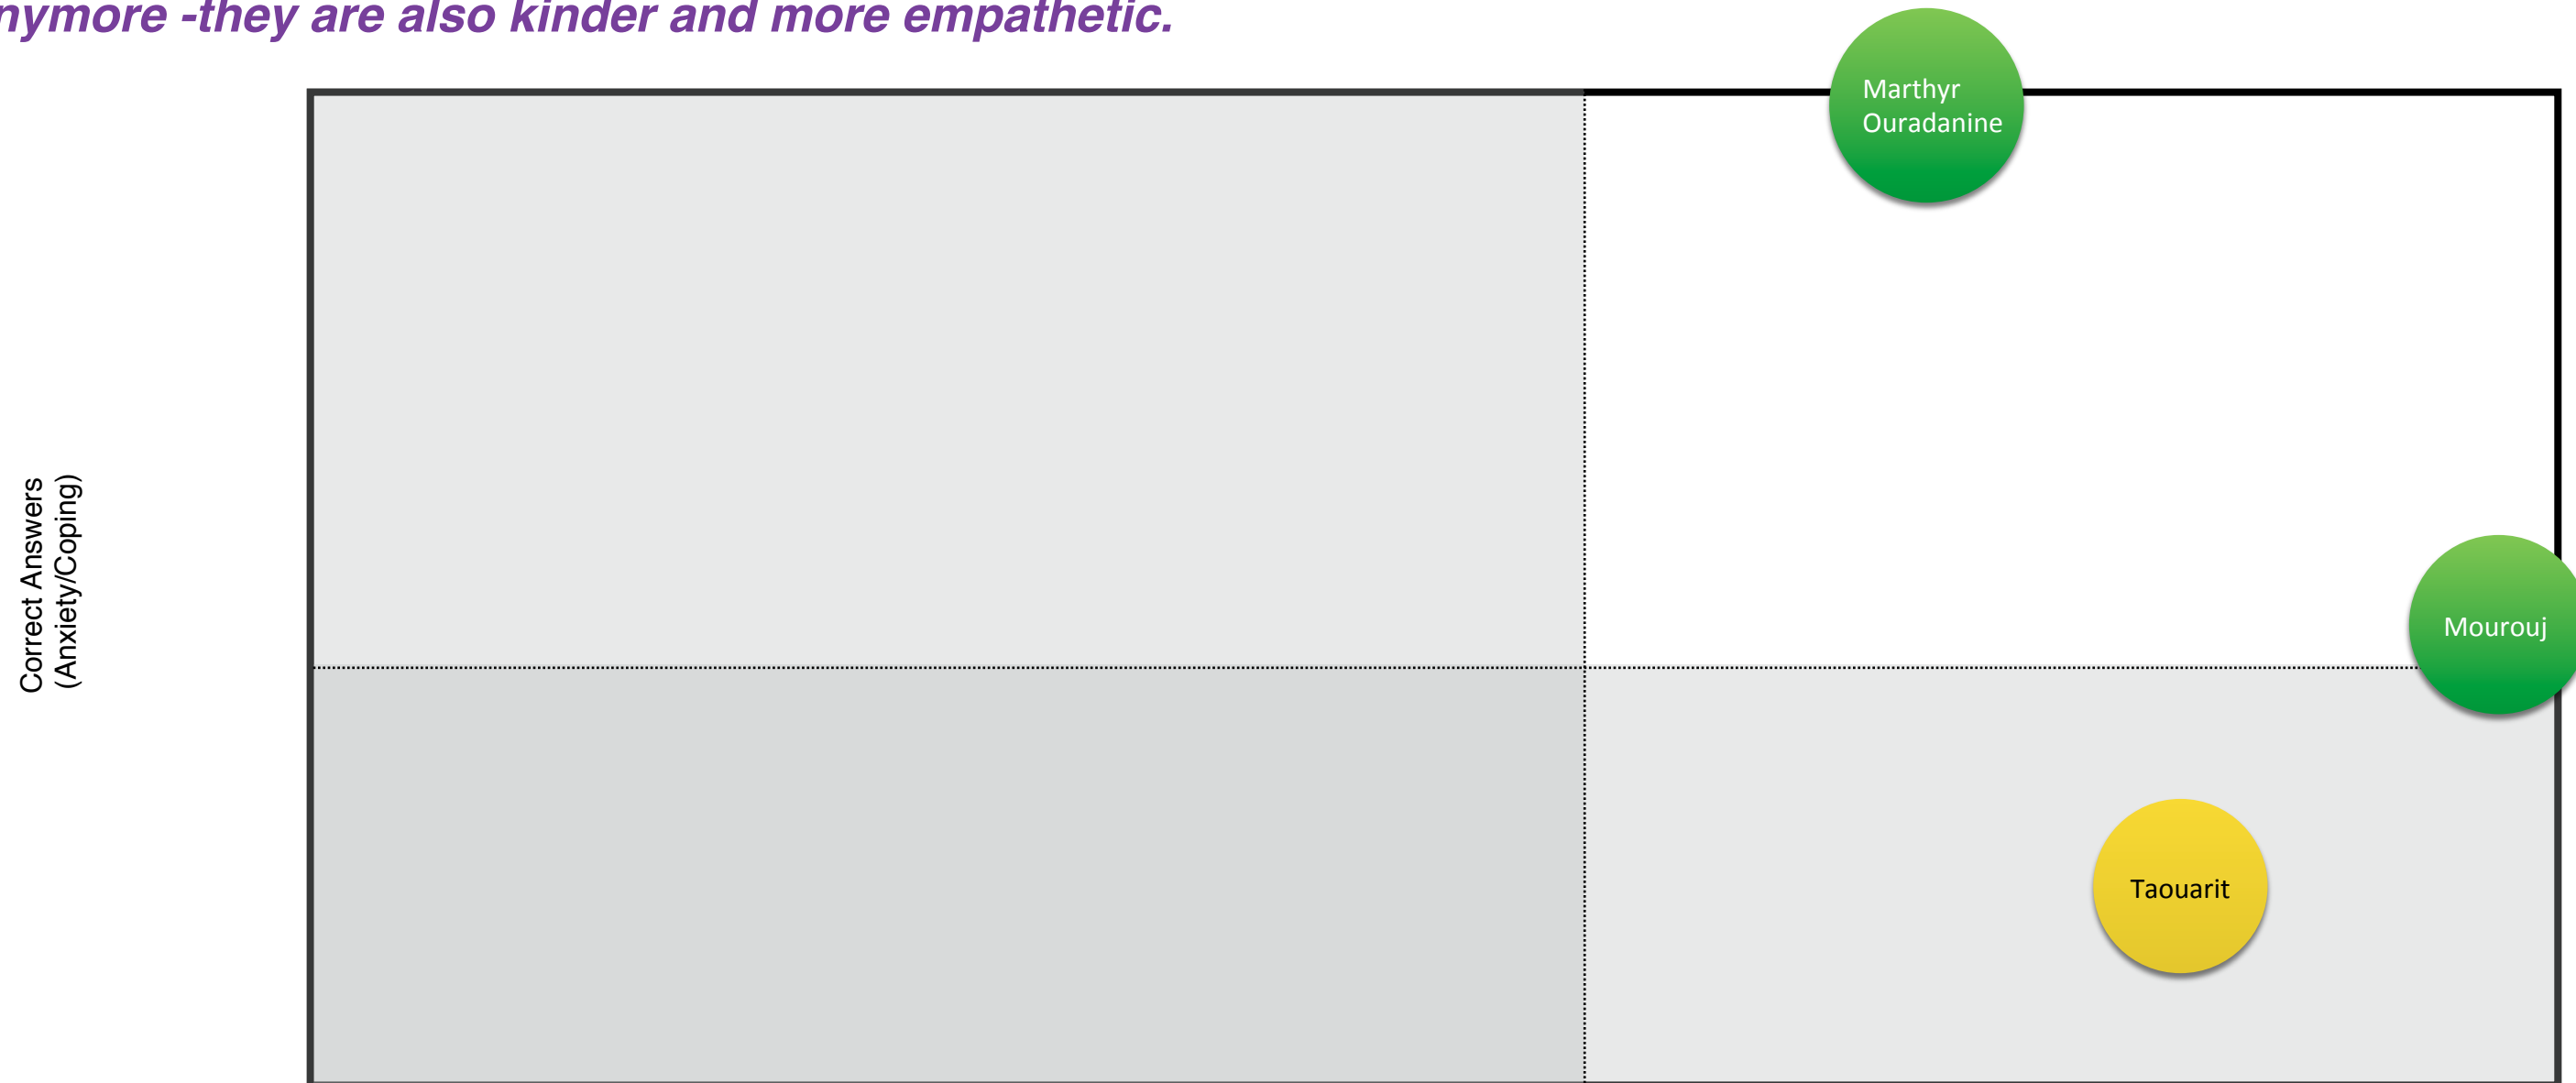 nymore -they are also kinder and more empathetic.
Marthyr
Ouradanine
Correct Answers
(Anxiety/Coping)
Mourouj
Taouarit